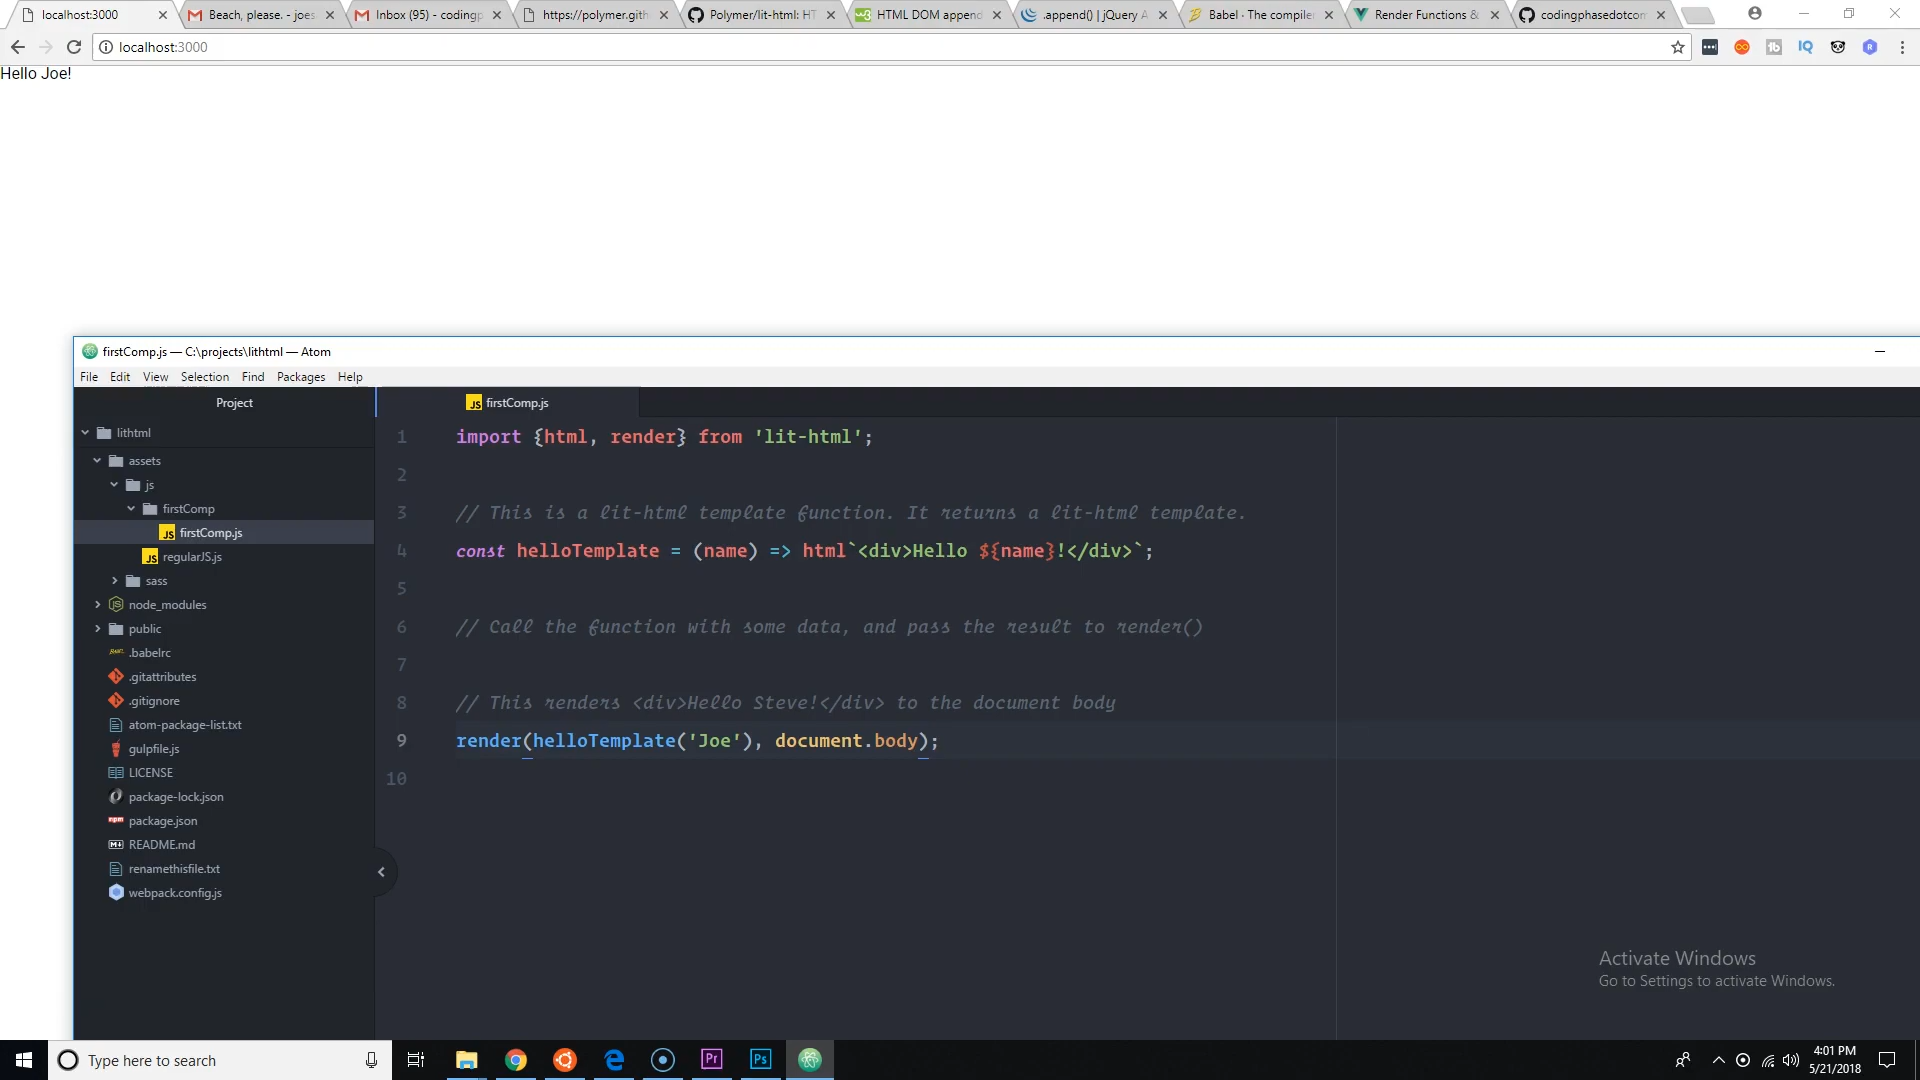 localhost:3000
Beach, please. - joes
Inbox (95) - codingp
https://polymer.gith
Polymer/lit-html: HT
HTML DOM append
.append() | jQuery A
Babel · The compiler
Render Functions &
codingphasedotcom
localhost:3000
Hello Joe!
firstComp.js — C:\projects\lithtml — Atom
File Edit View Selection Find Packages Help
Project
firstComp.js
lithtml
assets
js
firstComp
firstComp.js
regularJS.js
sass
node_modules
public
.babelrc
.gitattributes
.gitignore
atom-package-list.txt
gulpfile.js
LICENSE
package-lock.json
package.json
README.md
renamethisfile.txt
webpack.config.js
1 import {html, render} from 'lit-html';
2
3 // This is a lit-html template function. It returns a lit-html template.
4 const helloTemplate = (name) => html`<div>Hello ${name}!</div>`;
5
6 // Call the function with some data, and pass the result to render()
7
8 // This renders <div>Hello Steve!</div> to the document body
9 render(helloTemplate('Joe'), document.body);
10
Activate Windows
Go to Settings to activate Windows.
Type here to search
Pr
Ps
4:01 PM
5/21/2018